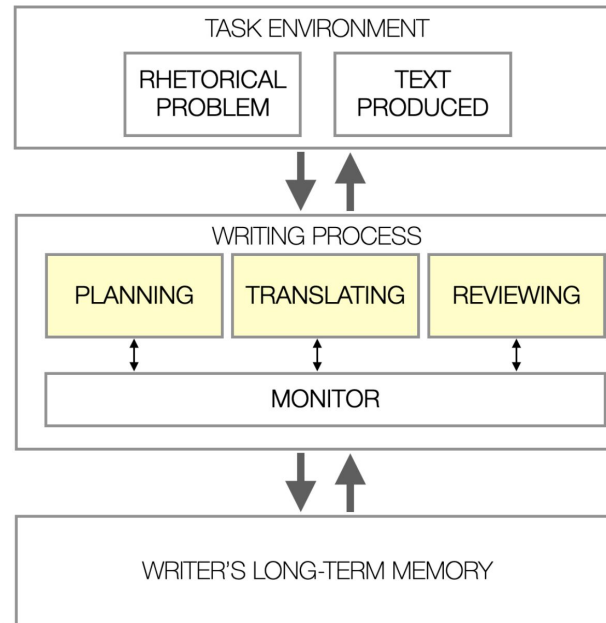 TASK ENVIRONMENT
RHETORICAL
PROBLEM
TEXT
PRODUCED
WRITING PROCESS
PLANNING
TRANSLATING
REVIEWING
MONITOR
WRITER'S LONG-TERM MEMORY